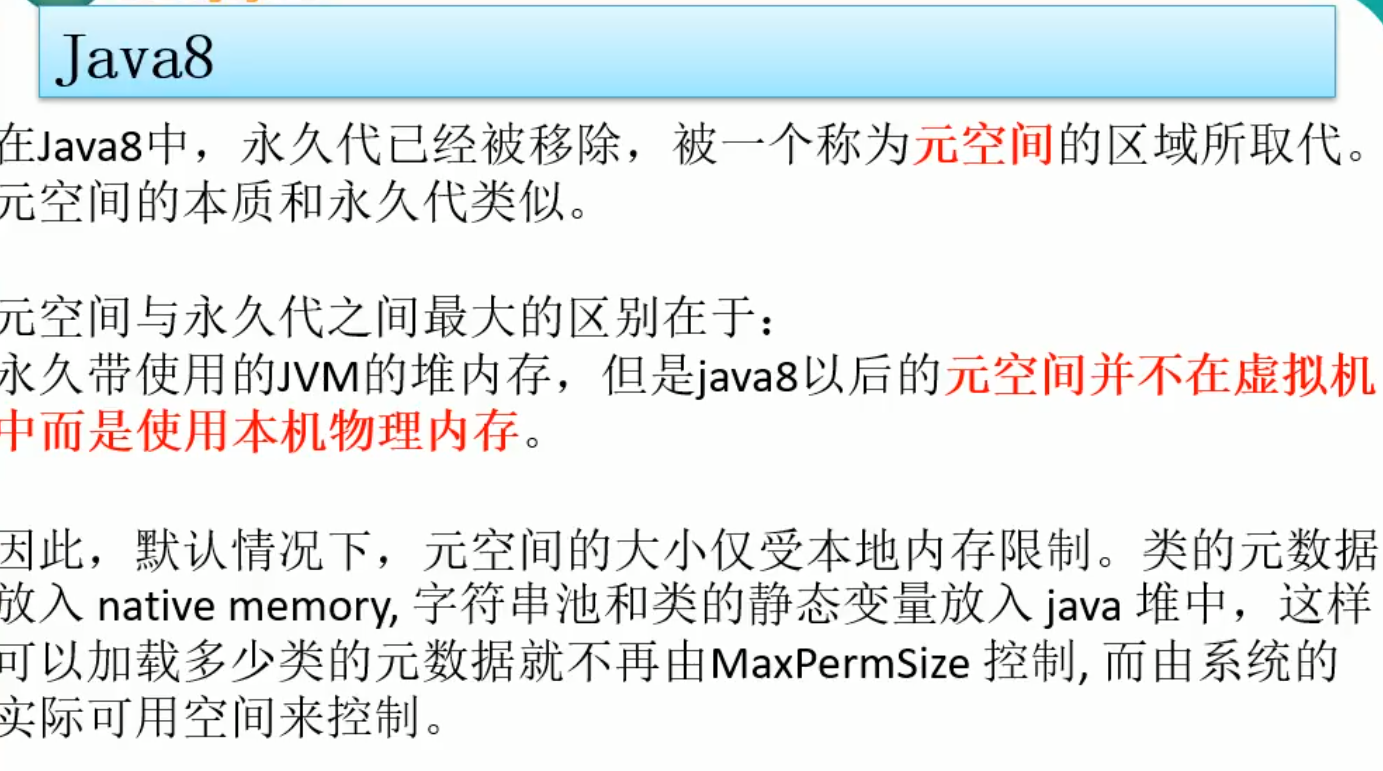 Java8
在Java8中，永久代已经被移除，被一个称为元空间的区域所取代。
元空间的本质和永久代类似。
元空间与永久代之间最大的区别在于：
永久带使用的JVM的堆内存，但是java8以后的元空间并不在虚拟机
中而是使用本机物理内存。
因此，默认情况下，元空间的大小仅受本地内存限制。类的元数据
放入 native memory, 字符串池和类的静态变量放入 java 堆中，这样
可以加载多少类的元数据就不再由MaxPermSize 控制, 而由系统的
实际可用空间来控制。